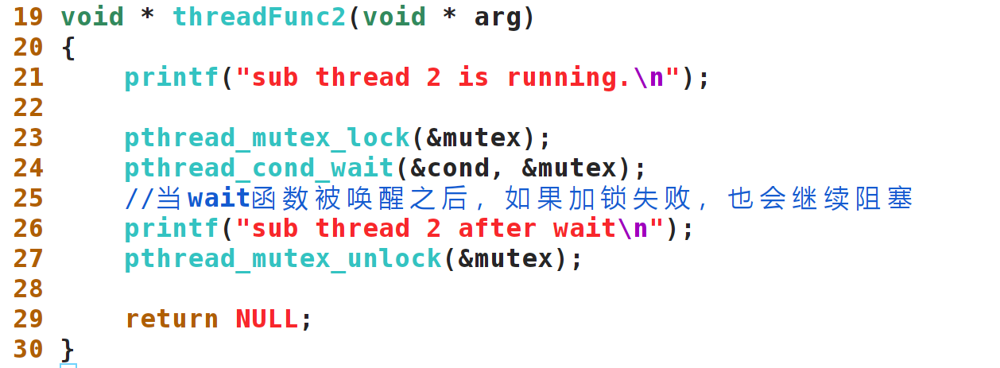 19 void * threadFunc2(void * arg)
20 {
21     printf("sub thread 2 is running.\n");
22
23     pthread_mutex_lock(&mutex);
24     pthread_cond_wait(&cond, &mutex);
25     //当wait函数被唤醒之后，如果加锁失败，也会继续阻塞
26     printf("sub thread 2 after wait\n");
27     pthread_mutex_unlock(&mutex);
28
29     return NULL;
30 }